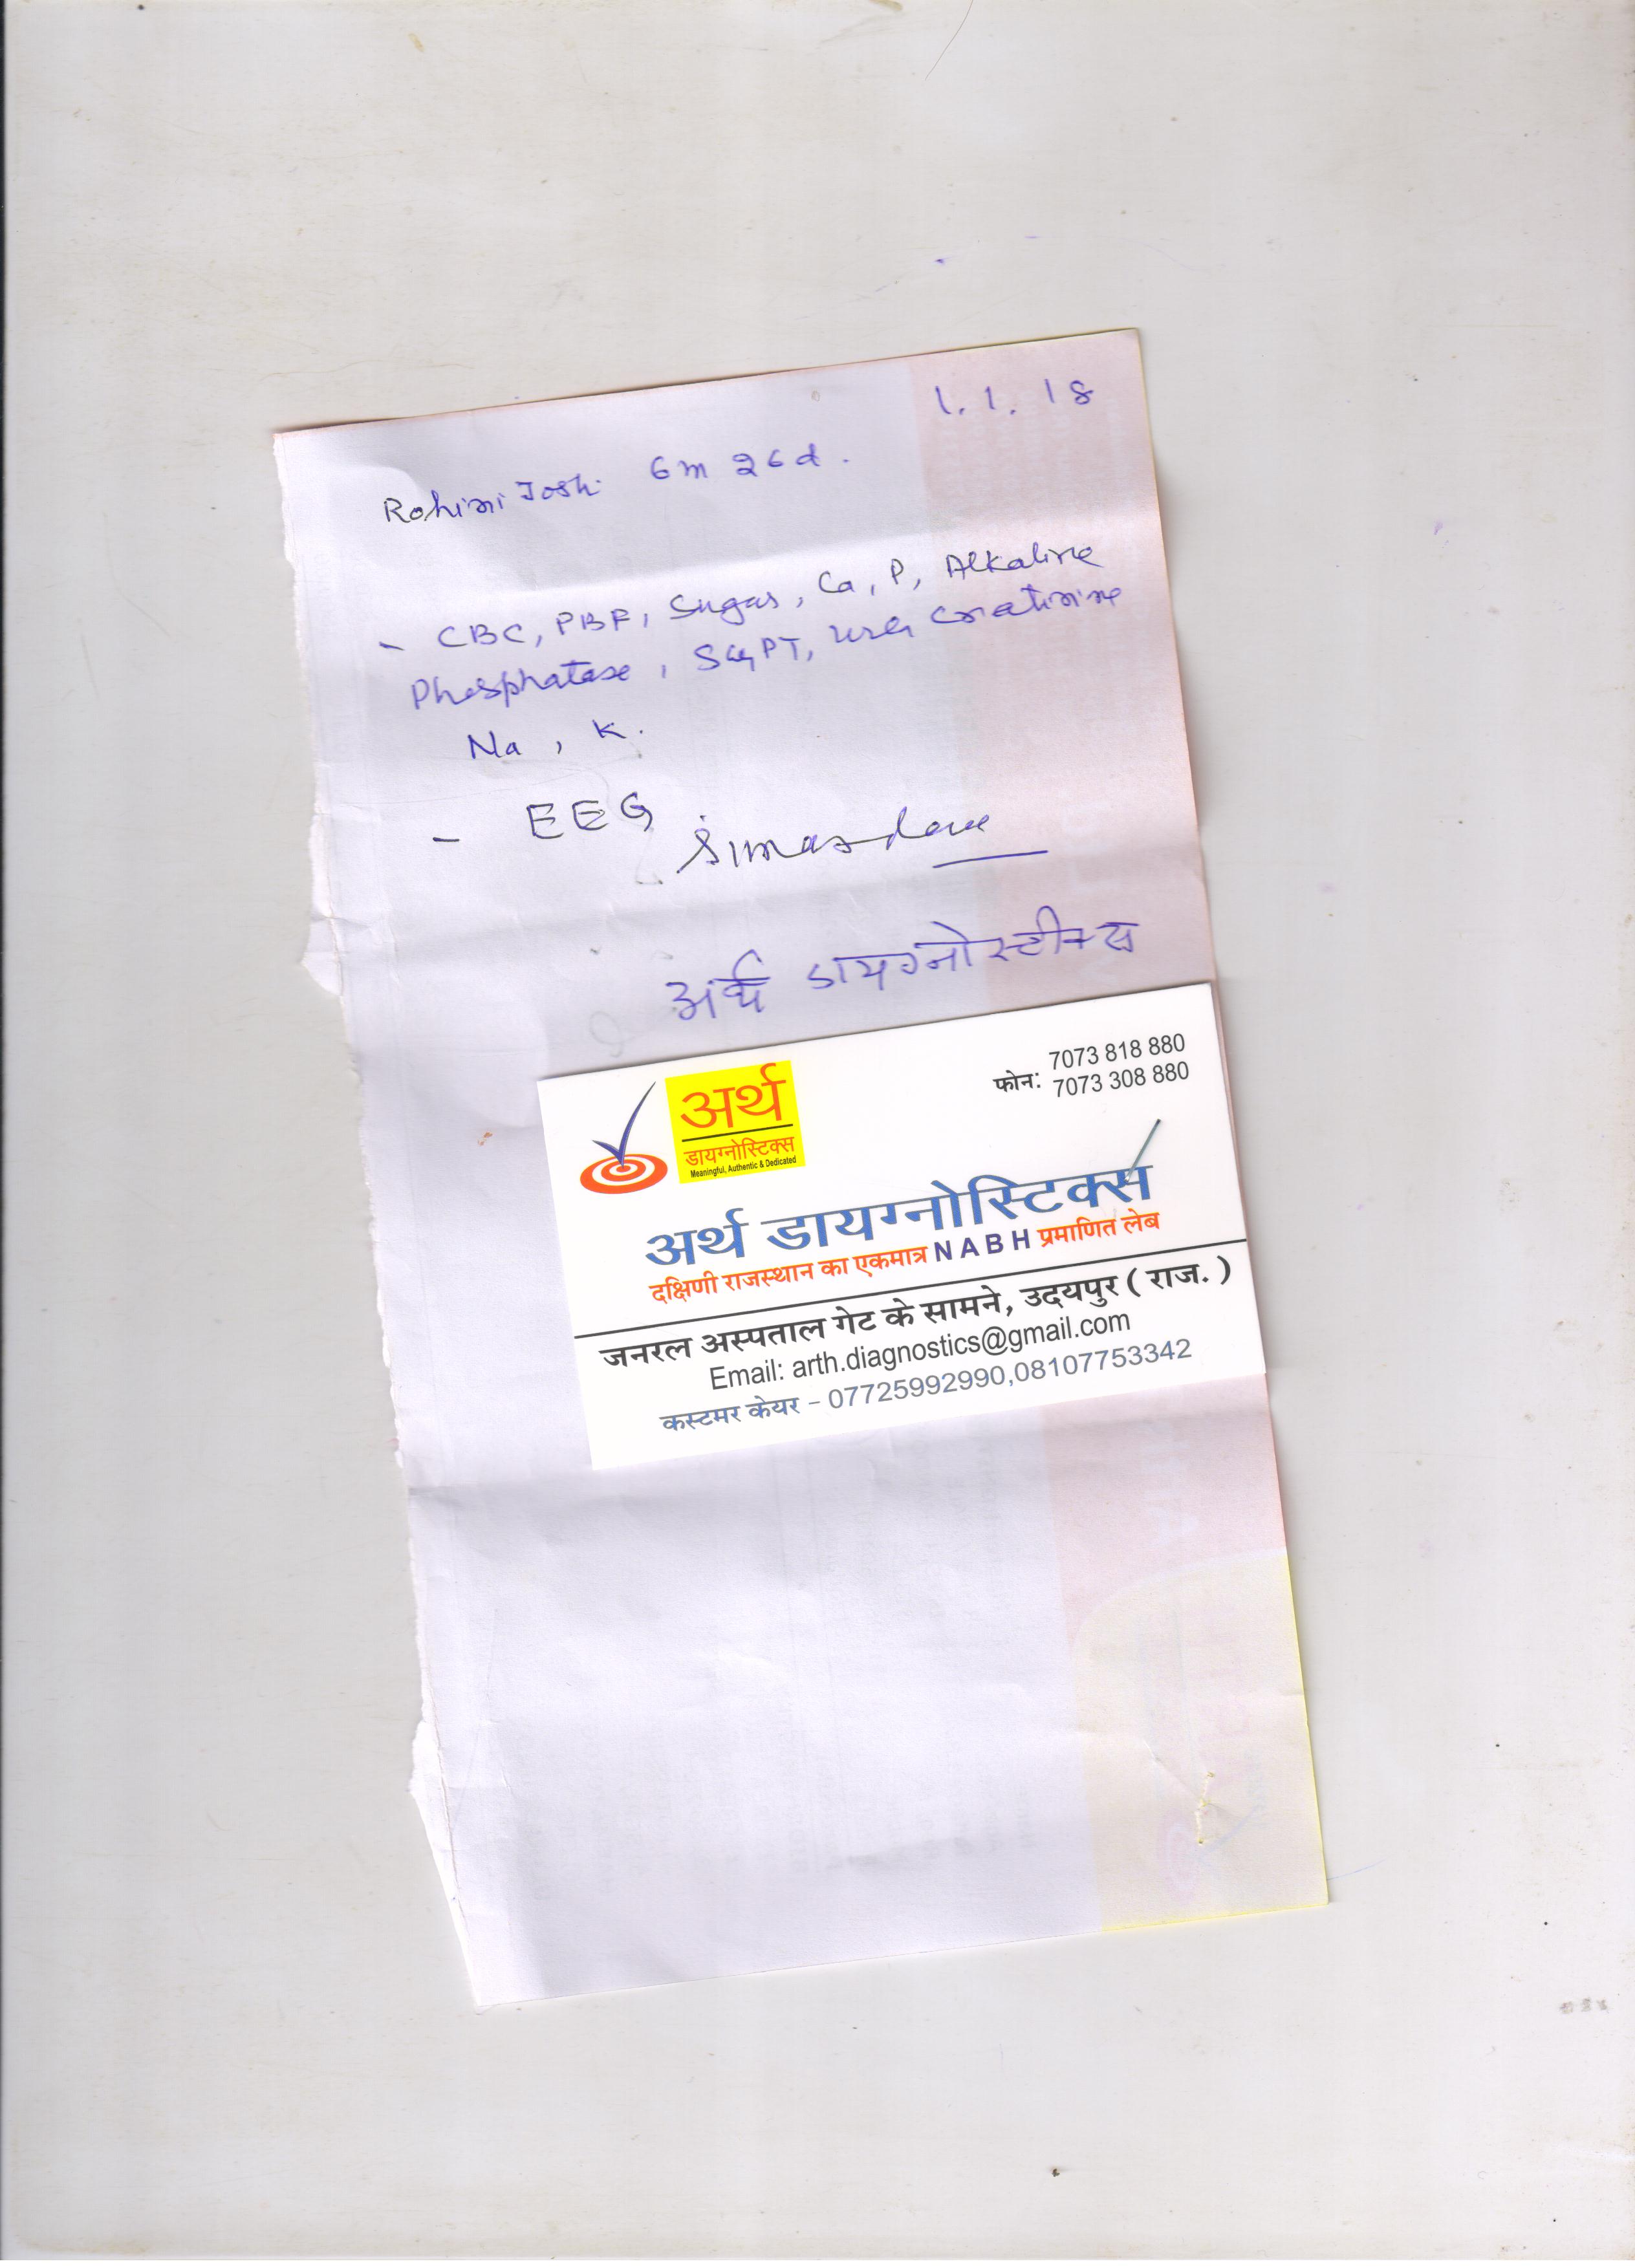 1.1.18
Rohini Joshi 6m 26d.
- CBC, PBF, Sugar, Ca, P, Alkaline
Phosphatase, SGPT, urea creatinine
Na, K.
- EEG
अर्थ डायग्नोस्टीक्स
अर्थ
डायग्नोस्टिक्स
Meaningful, Authentic & Dedicated
फोन: 7073 818 880
7073 308 880
अर्थ डायग्नोस्टिक्स
दक्षिणी राजस्थान का एकमात्र NABH प्रमाणित लेब
जनरल अस्पताल गेट के सामने, उदयपुर ( राज. )
Email: arth.diagnostics@gmail.com
कस्टमर केयर - 07725992990,08107753342